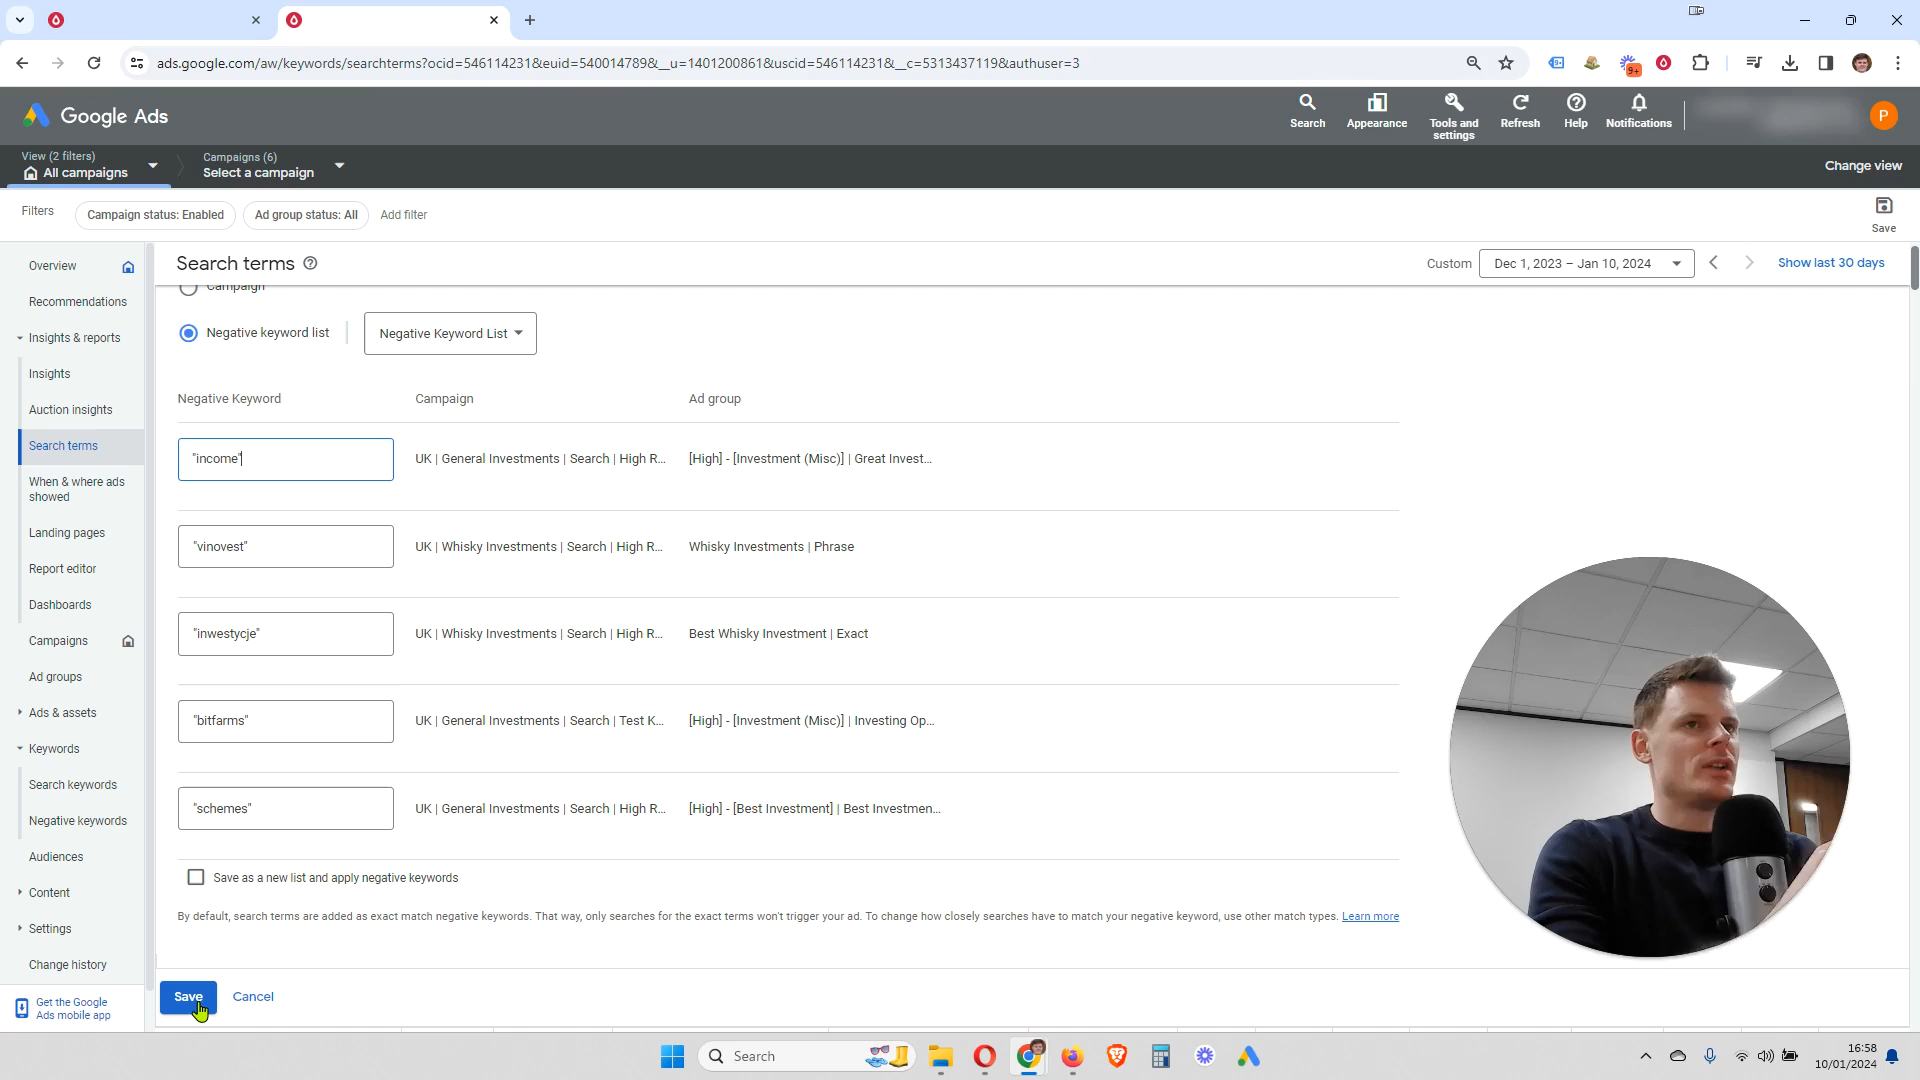 ads.google.com/aw/keywords/searchterms?ocid=546114231&euid=540014789&__u=1401200861&uscid=546114231&__c=5313437119&authuser=3
9+
Google Ads
Search
Appearance
Tools and
settings
Refresh
Help
Notifications
P
View (2 filters)
All campaigns
Campaigns (6)
Select a campaign
Change view
Filters
Campaign status: Enabled
Ad group status: All
Add filter
Save
Overview
Recommendations
Insights & reports
Insights
Auction insights
Search terms
When & where ads
showed
Landing pages
Report editor
Dashboards
Campaigns
Ad groups
Ads & assets
Keywords
Search keywords
Negative keywords
Audiences
Content
Settings
Change history
Get the Google
Ads mobile app
Search terms
Custom
Dec 1, 2023 – Jan 10, 2024
Show last 30 days
Campaign
Negative keyword list
Negative Keyword List
Negative Keyword Campaign Ad group
"income" UK | General Investments | Search | High R... [High] - [Investment (Misc)] | Great Invest...
"vinovest" UK | Whisky Investments | Search | High R... Whisky Investments | Phrase
"inwestycje" UK | Whisky Investments | Search | High R... Best Whisky Investment | Exact
"bitfarms" UK | General Investments | Search | Test K... [High] - [Investment (Misc)] | Investing Op...
"schemes" UK | General Investments | Search | High R... [High] - [Best Investment] | Best Investmen...
Save as a new list and apply negative keywords
By default, search terms are added as exact match negative keywords. That way, only searches for the exact terms won't trigger your ad. To change how closely searches have to match your negative keyword, use other match types. Learn more
Save
Cancel
Search
16:58
10/01/2024